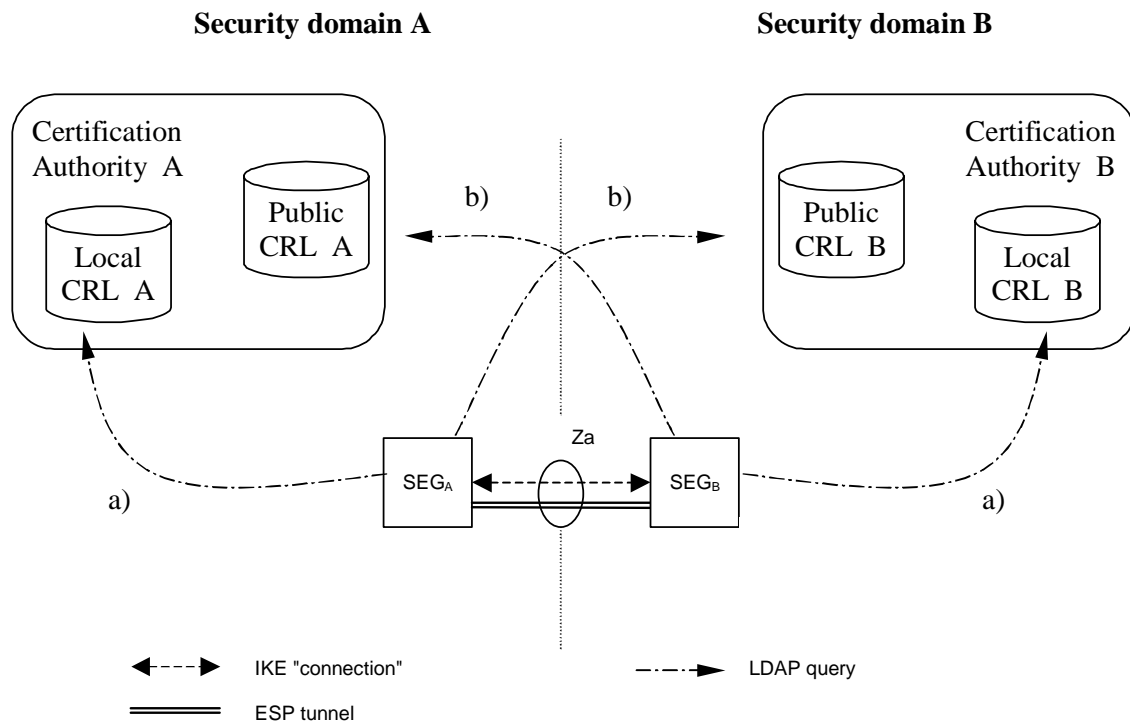 Security domain A
Security domain B
Certification
Authority A
Public
CRL A
Local
CRL A
b)
b)
Certification
Authority B
Public
CRL B
Local
CRL B
Za
SEGA
SEGB
a)
a)
IKE "connection"
LDAP query
ESP tunnel